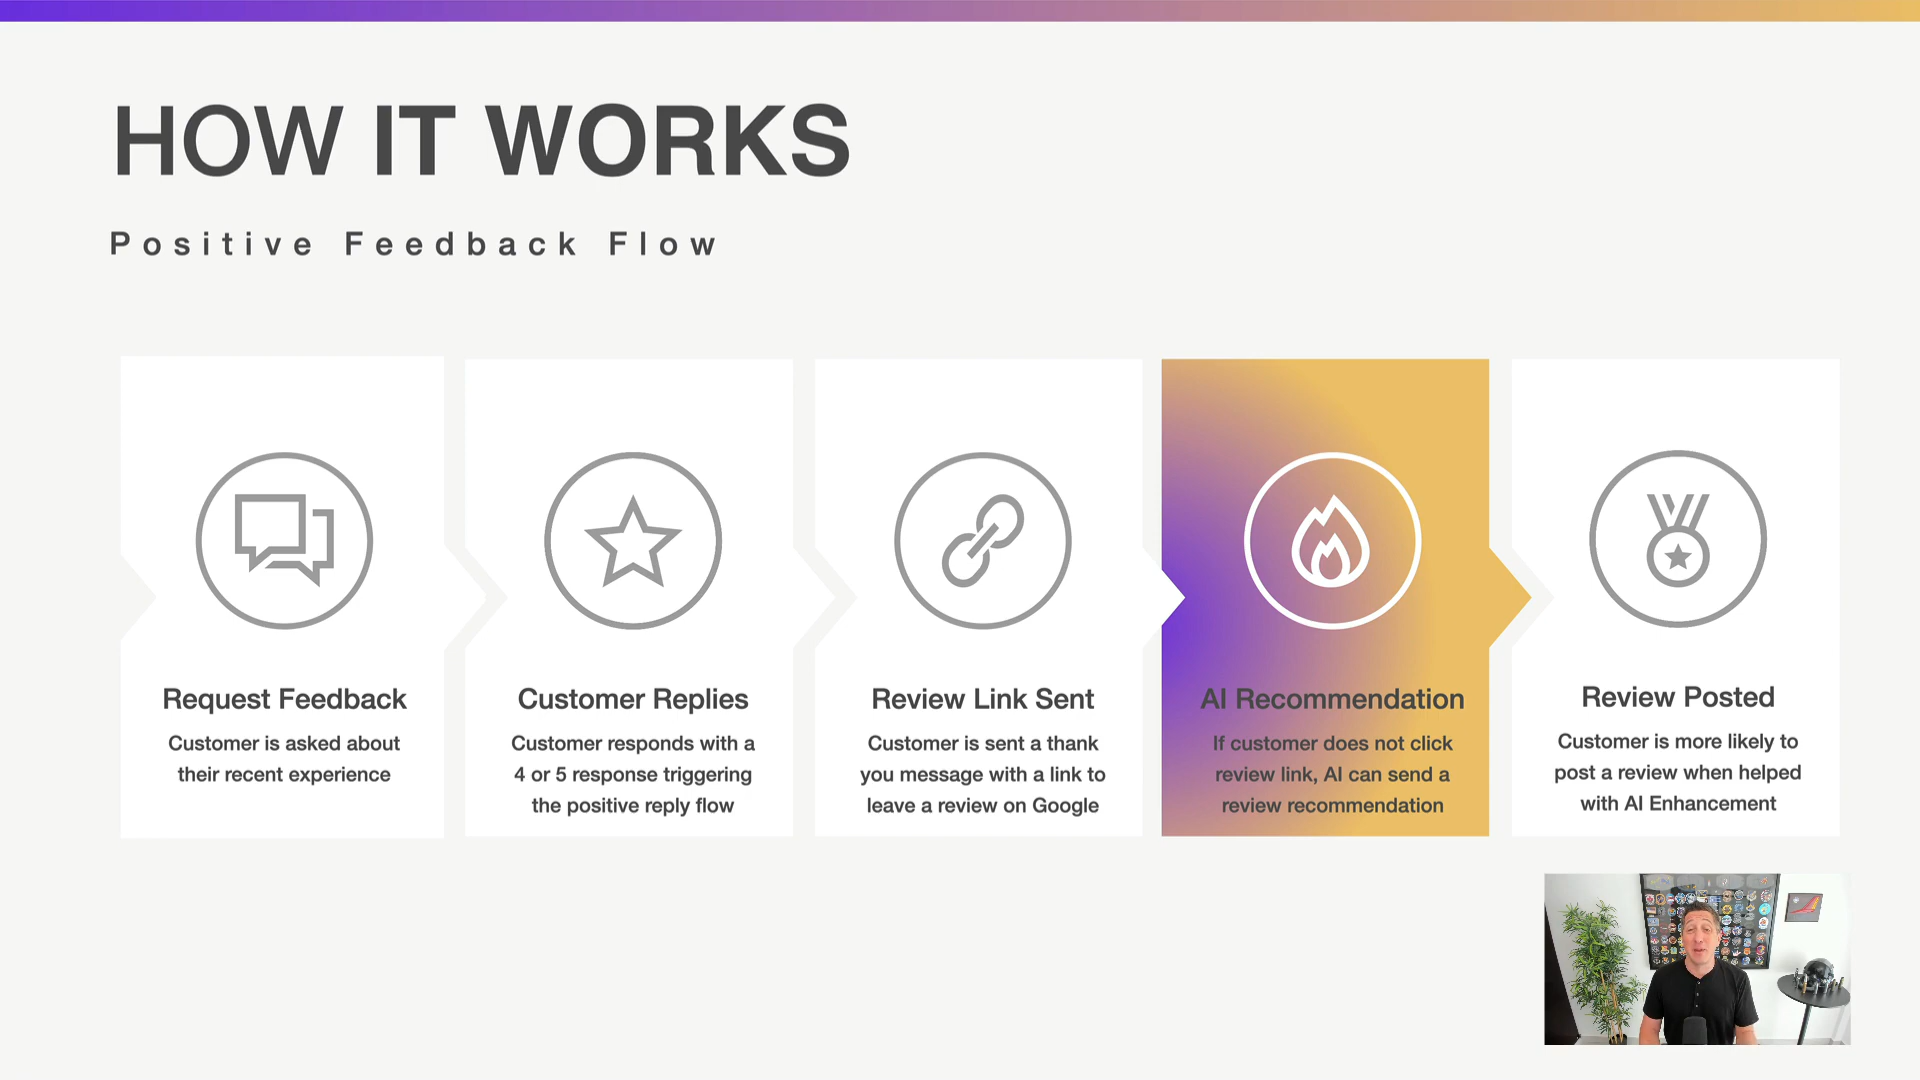 HOW IT WORKS
Positive Feedback Flow
Request Feedback
Customer is asked about
their recent experience
Customer Replies
Customer responds with a
4 or 5 response triggering
the positive reply flow
Review Link Sent
Customer is sent a thank
you message with a link to
leave a review on Google
AI Recommendation
If customer does not click
review link, AI can send a
review recommendation
Review Posted
Customer is more likely to
post a review when helped
with AI Enhancement